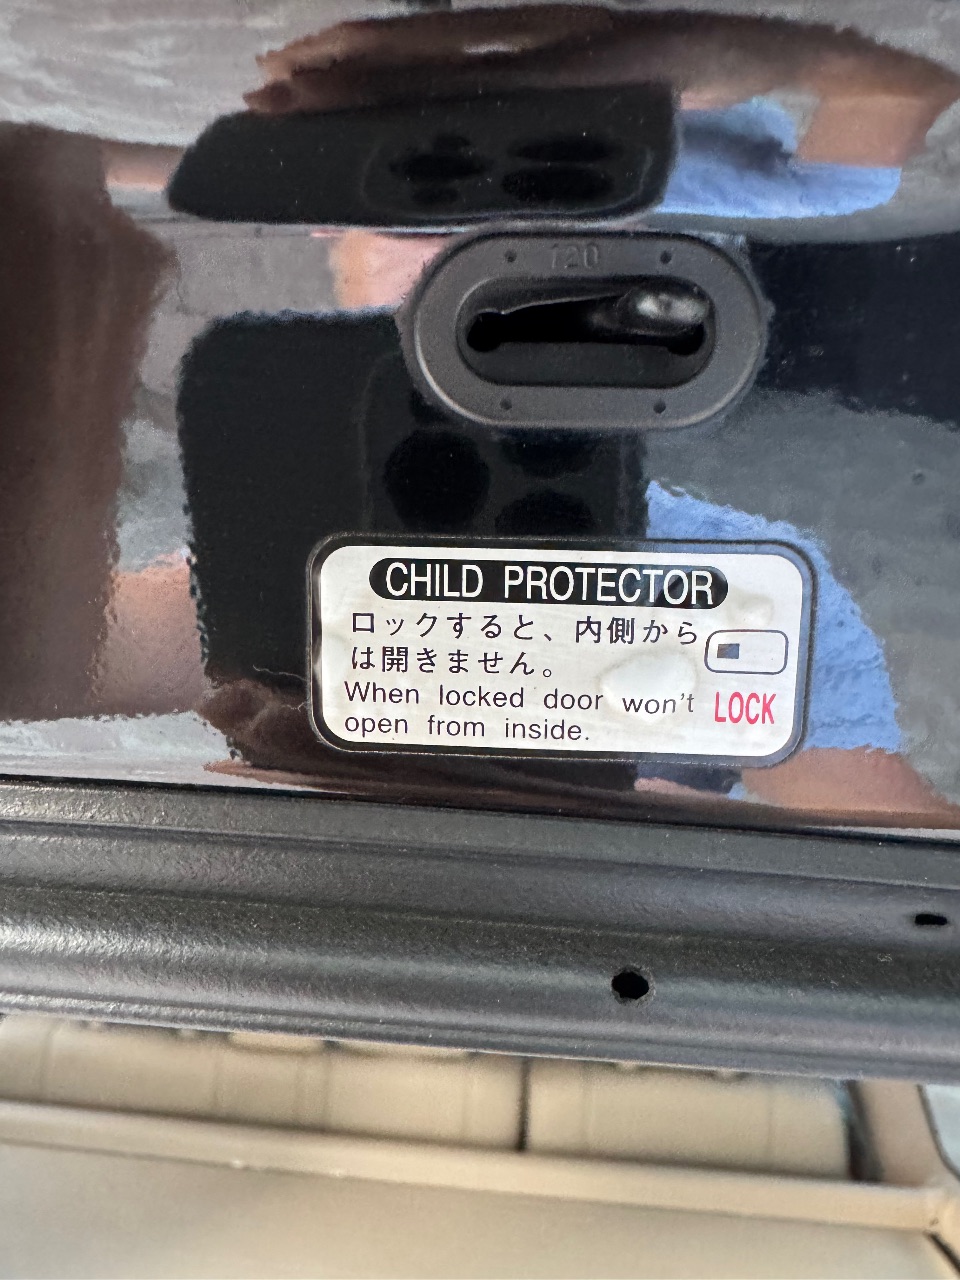 120
CHILD PROTECTOR
ロックすると、内側から
は開きません。
When locked door won't
open from inside.
LOCK